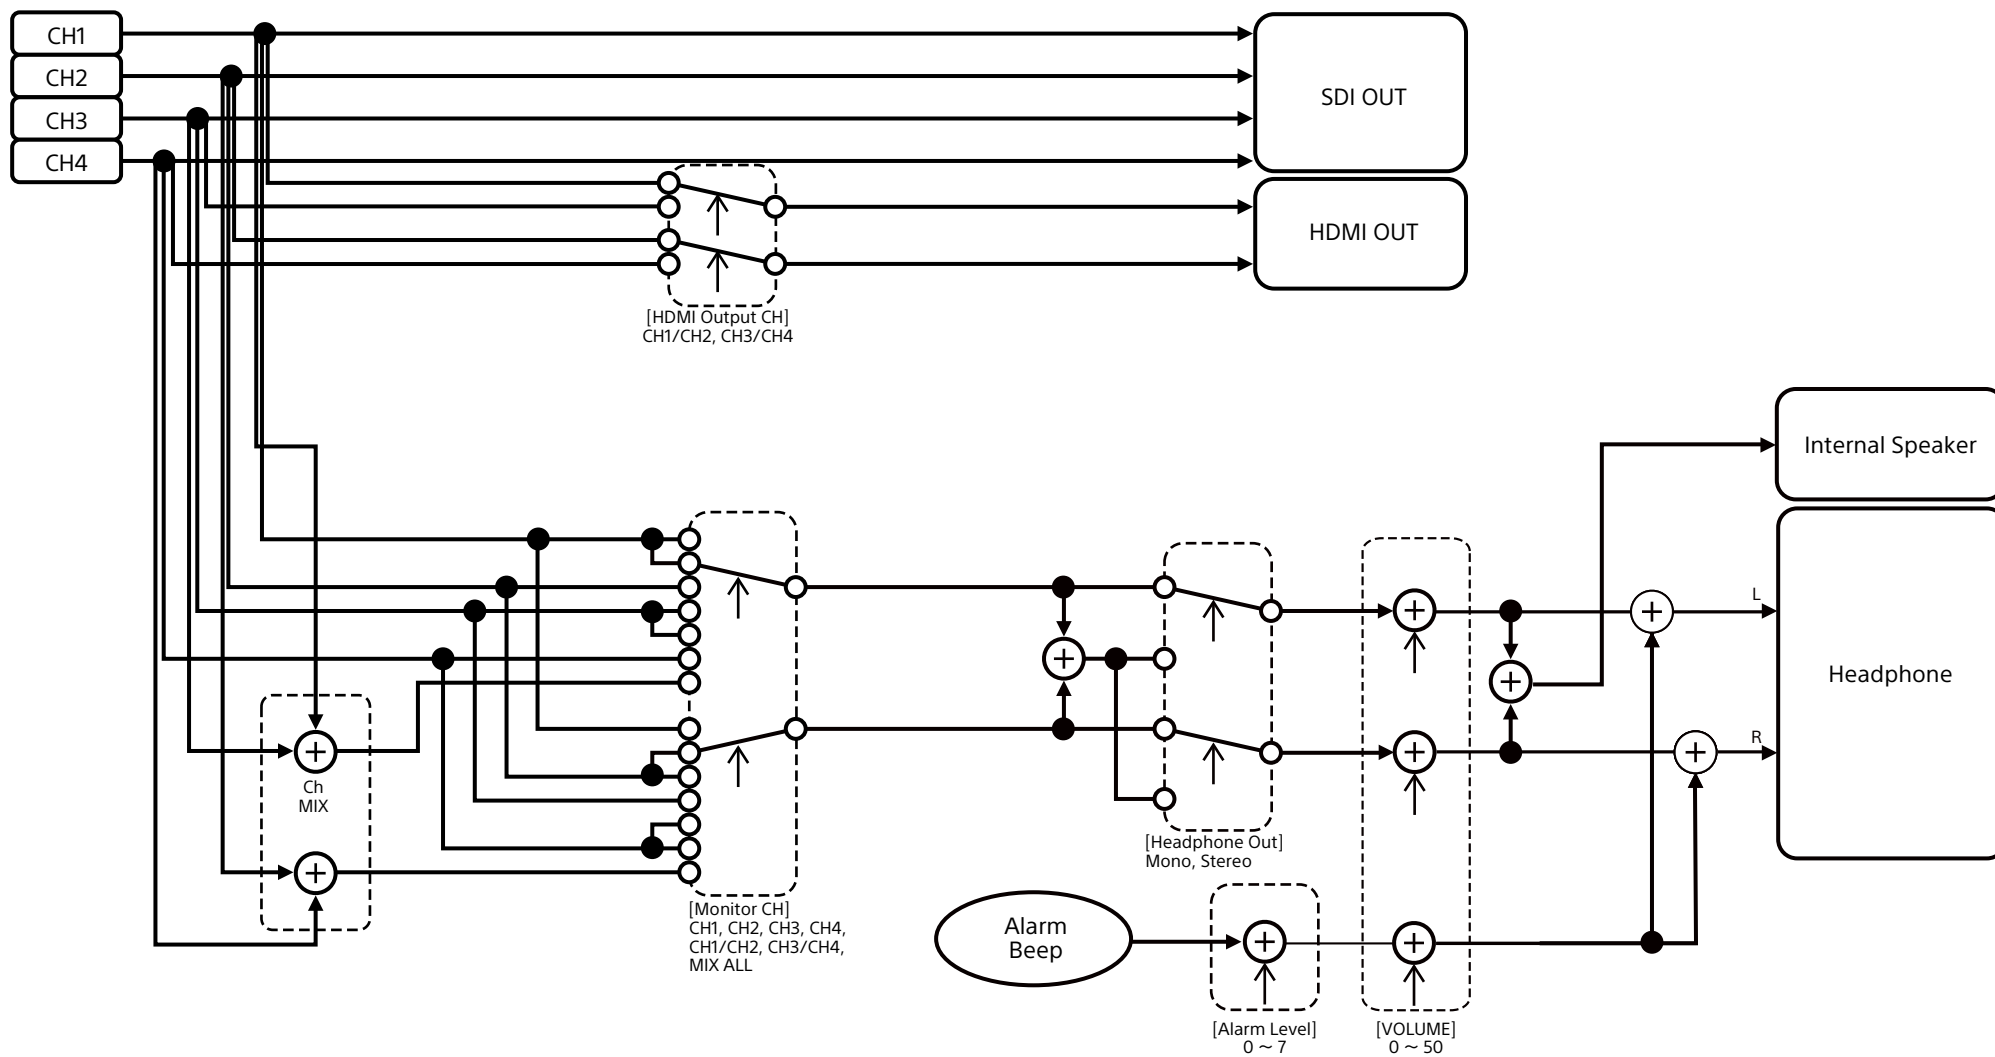 CH1
CH2
CH3
CH4
SDI OUT
HDMI OUT
[HDMI Output CH]
CH1/CH2, CH3/CH4
Internal Speaker
Headphone
L
R
Ch
MIX
[Monitor CH]
CH1, CH2, CH3, CH4,
CH1/CH2, CH3/CH4,
MIX ALL
[Headphone Out]
Mono, Stereo
Alarm
Beep
[Alarm Level]
0 ~ 7
[VOLUME]
0 ~ 50